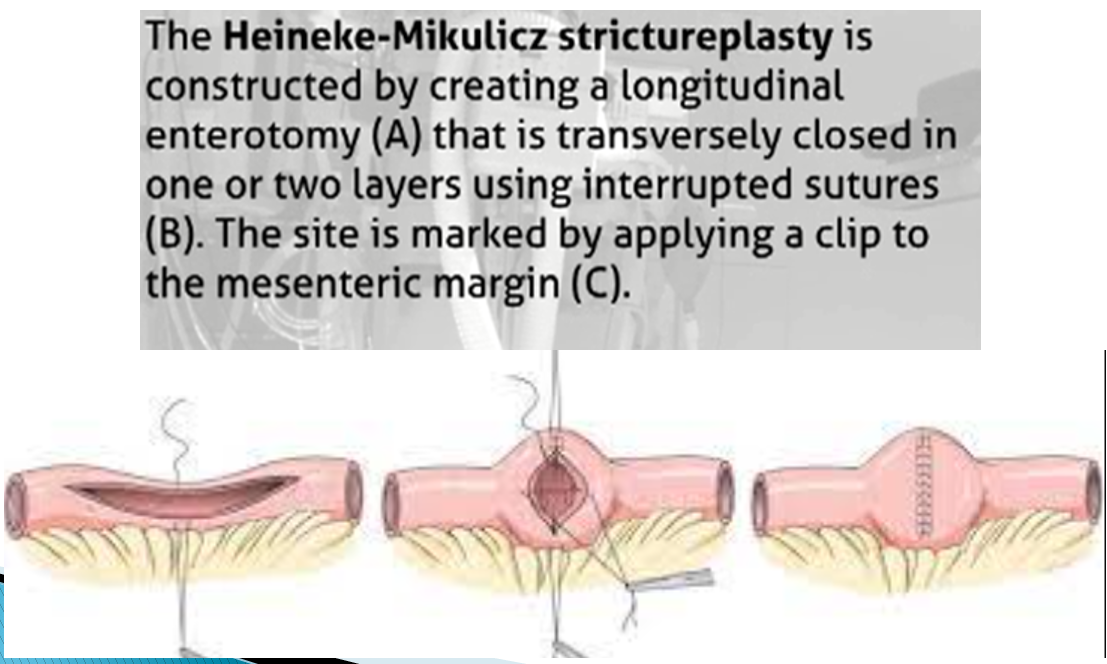 The Heineke-Mikulicz strictureplasty is
constructed by creating a longitudinal
enterotomy (A) that is transversely closed in
one or two layers using interrupted sutures
(B). The site is marked by applying a clip to
the mesenteric margin (C).